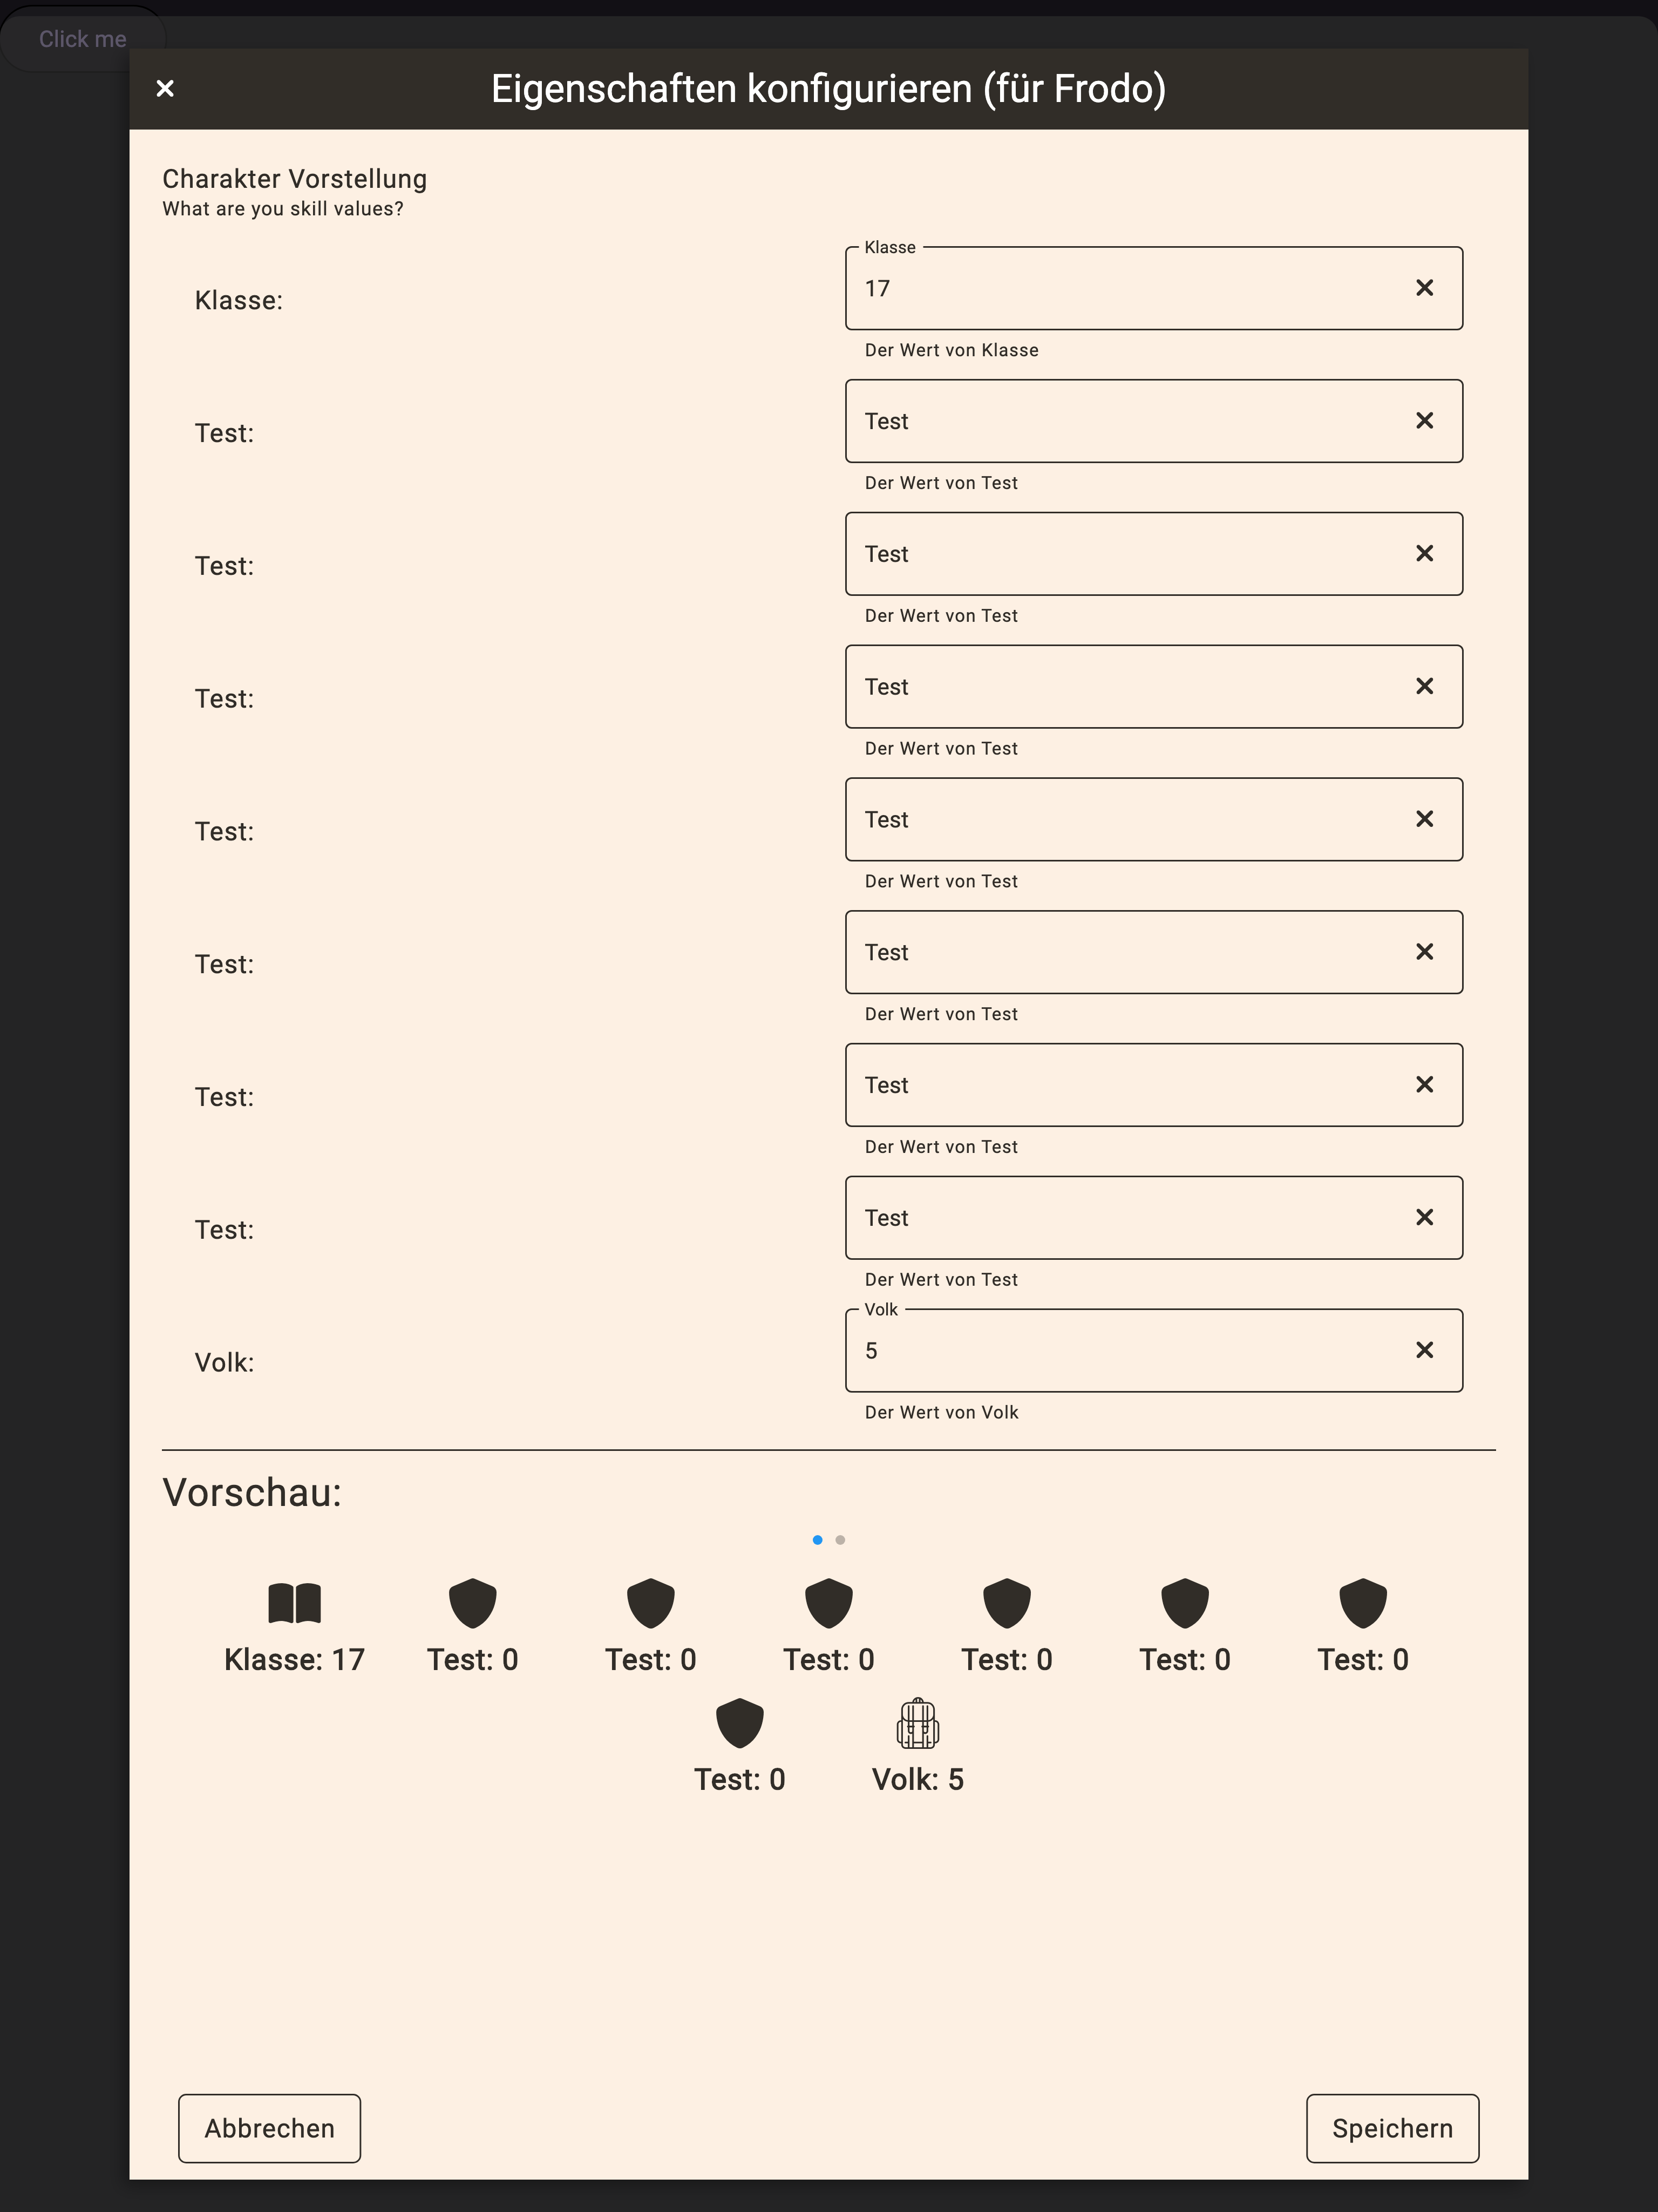 Click me
Eigenschaften konfigurieren (für Frodo)
Charakter Vorstellung
What are you skill values?
Klasse
Klasse:
17
Der Wert von Klasse
Test:
Test
Der Wert von Test
Test:
Test
Der Wert von Test
Test:
Test
Der Wert von Test
Test:
Test
Der Wert von Test
Test:
Test
Der Wert von Test
Test:
Test
Der Wert von Test
Test:
Test
Der Wert von Test
Volk
Volk:
5
Der Wert von Volk
Vorschau:
Klasse: 17
Test: 0
Test: 0
Test: 0
Test: 0
Test: 0
Test: 0
Test: 0
Volk: 5
Abbrechen
Speichern